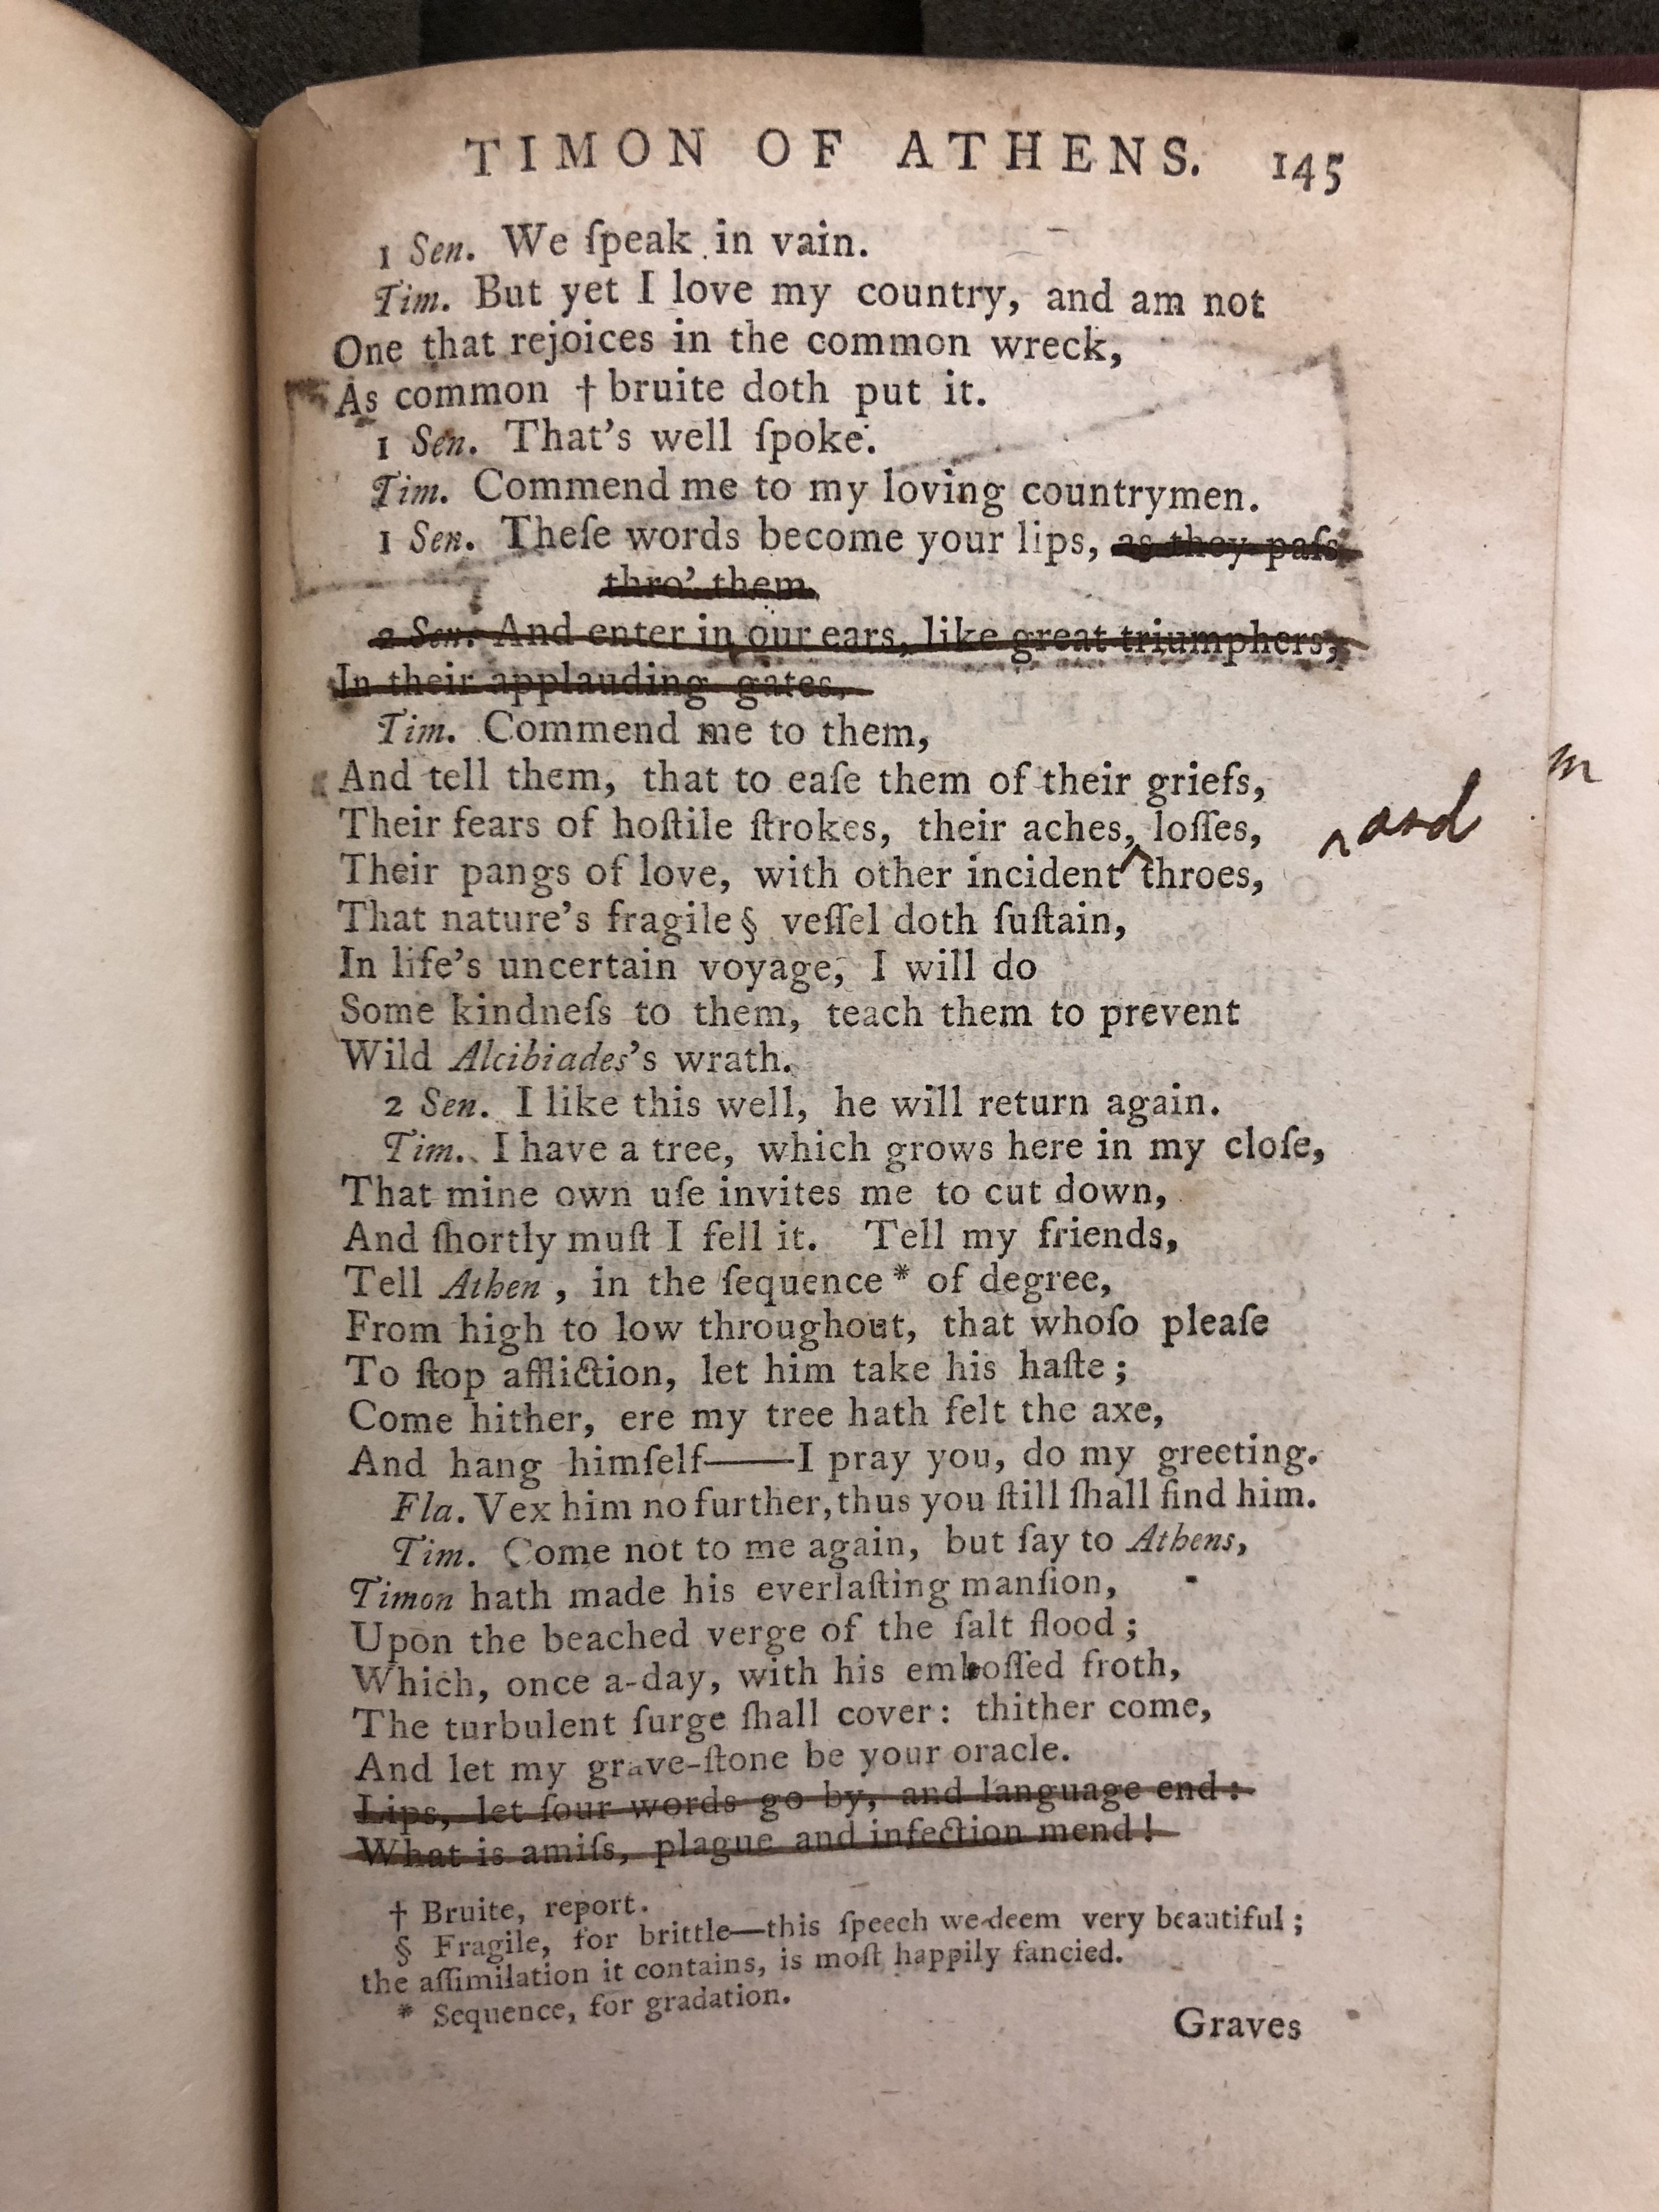 TIMON OF ATHENS. 145
1 Sen. We ſpeak in vain.
Tim. But yet I love my country, and am not
One that rejoices in the common wreck,
As common † bruite doth put it.
1 Sen. That's well ſpoke.
Tim. Commend me to my loving countrymen.
1 Sen. Theſe words become your lips, as they paſs
thro' them.
2 Sen. And enter in our ears, like great triumphers,
In their applauding gates.
Tim. Commend me to them,
And tell them, that to eaſe them of their griefs,
Their fears of hoſtile ſtrokes, their aches, loſſes,
Their pangs of love, with other incident throes,
and
That nature's fragile § veſſel doth ſuſtain,
In life's uncertain voyage, I will do
Some kindneſs to them, teach them to prevent
Wild Alcibiades's wrath.
2 Sen. I like this well, he will return again.
Tim. I have a tree, which grows here in my cloſe,
That mine own uſe invites me to cut down,
And ſhortly muſt I fell it. Tell my friends,
Tell Athen, in the ſequence * of degree,
From high to low throughout, that whoſo pleaſe
To ſtop affliction, let him take his haſte;
Come hither, ere my tree hath felt the axe,
And hang himſelf——I pray you, do my greeting.
Fla. Vex him no further, thus you ſtill ſhall find him.
Tim. Come not to me again, but ſay to Athens,
Timon hath made his everlaſting manſion,
Upon the beached verge of the ſalt flood;
Which, once a-day, with his emboſſed froth,
The turbulent ſurge ſhall cover: thither come,
And let my grave-ſtone be your oracle.
Lips, let four words go by, and language end:
What is amiſs, plague and infection mend!
† Bruite, report.
§ Fragile, for brittle—this ſpeech we deem very beautiful;
the aſſimilation it contains, is moſt happily fancied.
* Sequence, for gradation.
Graves